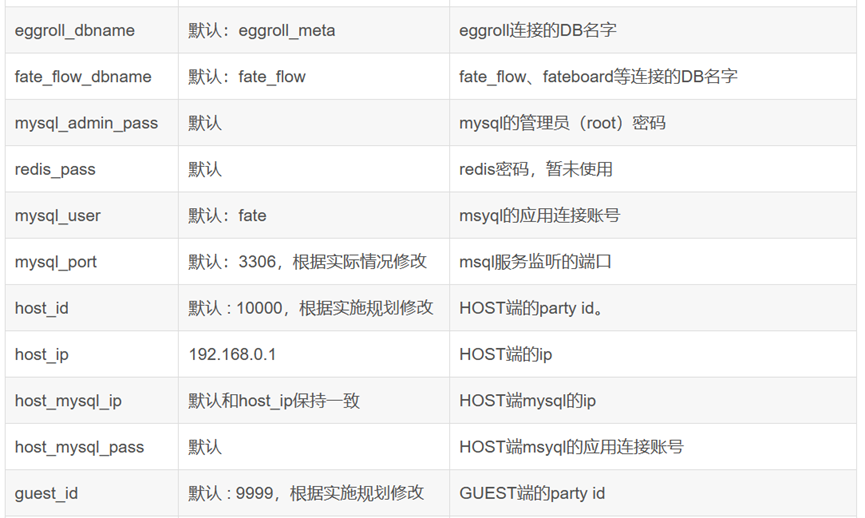 eggroll_dbname 默认：eggroll_meta eggroll连接的DB名字
fate_flow_dbname 默认：fate_flow fate_flow、fateboard等连接的DB名字
mysql_admin_pass 默认 mysql的管理员（root）密码
redis_pass 默认 redis密码，暂未使用
mysql_user 默认：fate msyql的应用连接账号
mysql_port 默认：3306，根据实际情况修改 msql服务监听的端口
host_id 默认 : 10000，根据实施规划修改 HOST端的party id。
host_ip 192.168.0.1 HOST端的ip
host_mysql_ip 默认和host_ip保持一致 HOST端mysql的ip
host_mysql_pass 默认 HOST端msyql的应用连接账号
guest_id 默认 : 9999，根据实施规划修改 GUEST端的party id